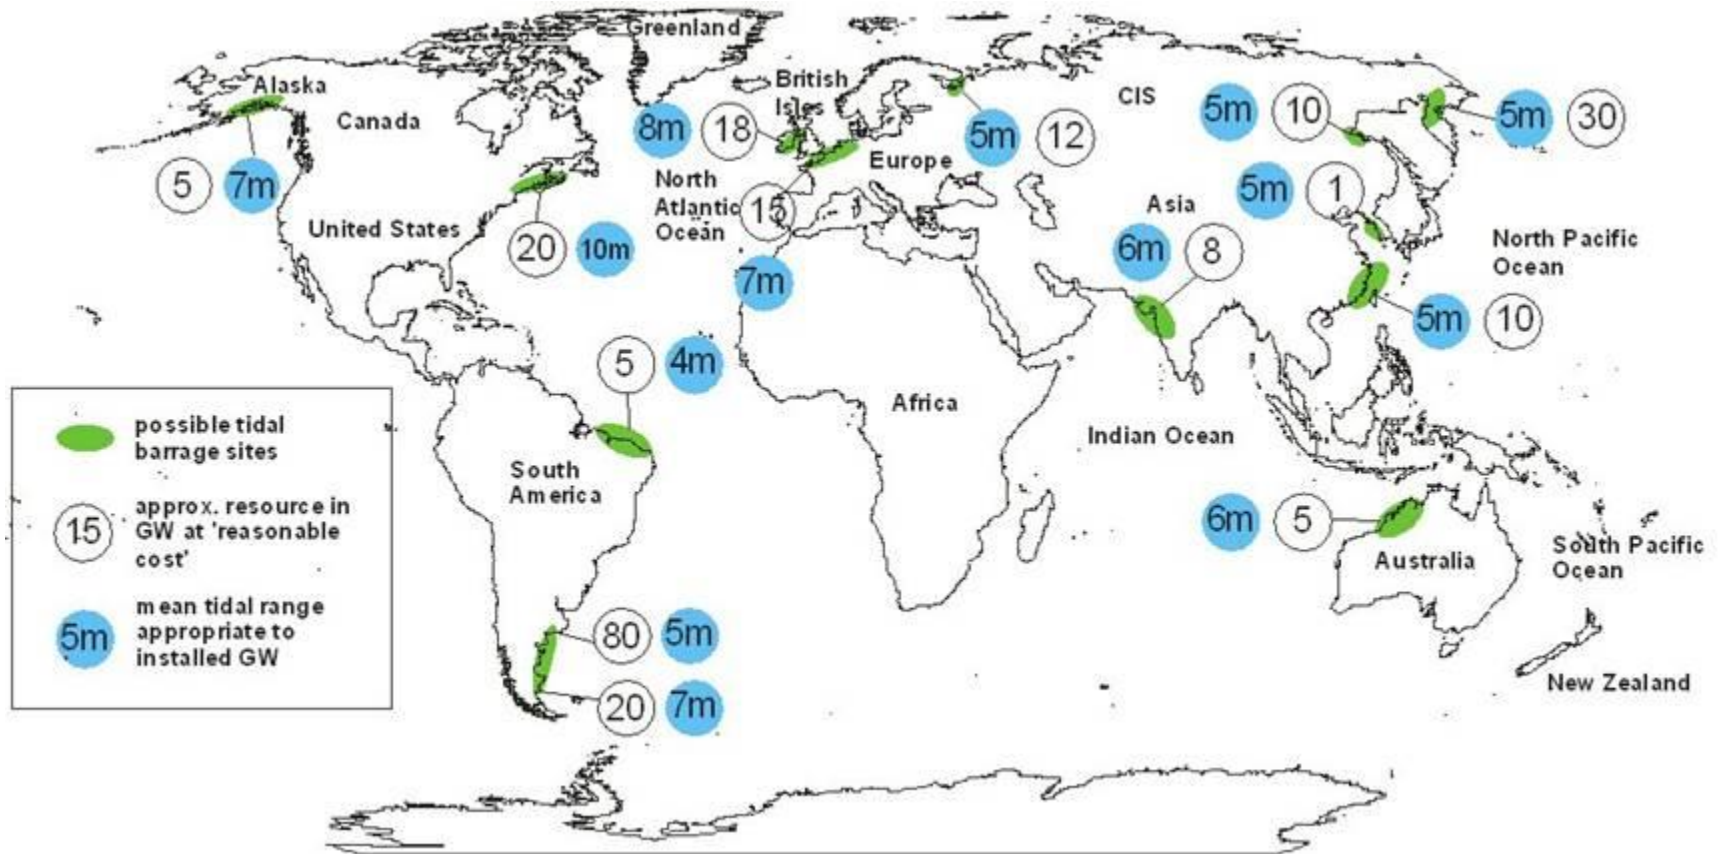 Greenland
Alaska
British
Isles
CIS
5m
10
5m
30
Canada
8m
18
5m
12
Europe
5
7m
North
Atlantic
Ocean
15
5m
1
Asia
United States
20
10m
6m
8
North Pacific
Ocean
7m
5m
10
5
4m
Africa
Indian Ocean
possible tidal
barrage sites
South
America
approx. resource in
GW at 'reasonable
cost'
15
6m
5
Australia
South Pacific
Ocean
mean tidal range
appropriate to
installed GW
5m
80
5m
20
7m
New Zealand